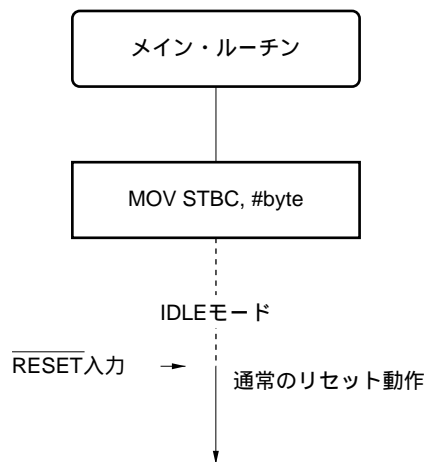 メイン・ルーチン
MOV STBC, #byte
IDLEモード
RESET入力
通常のリセット動作